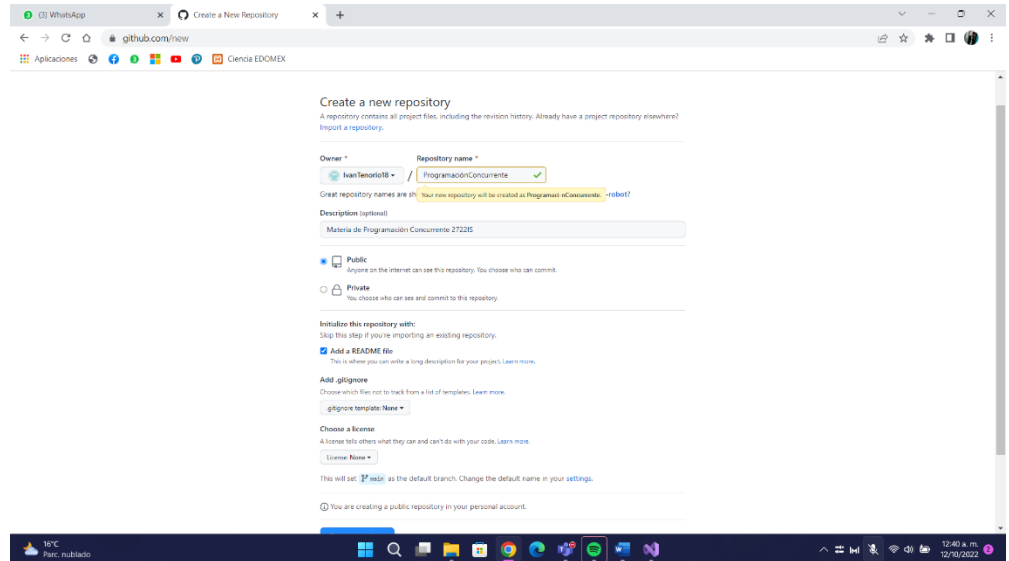 (3) WhatsApp
Create a New Repository
github.com/new
Aplicaciones
Ciencia EDOMEX
Create a new repository
A repository contains all project files, including the revision history. Already have a project repository elsewhere?
Import a repository.
Owner *
Repository name *
IvanTenorio18
/
ProgramaciónConcurrente
Great repository names are sh
Your new repository will be created as Programaci-nConcurrente.
-robot?
Description (optional)
Materia de Programación Concurrente 2722IS
Public
Anyone on the internet can see this repository. You choose who can commit.
Private
You choose who can see and commit to this repository.
Initialize this repository with:
Skip this step if you're importing an existing repository.
Add a README file
This is where you can write a long description for your project. Learn more.
Add .gitignore
Choose which files not to track from a list of templates. Learn more.
.gitignore template: None
Choose a license
A license tells others what they can and can't do with your code. Learn more.
License: None
This will set main as the default branch. Change the default name in your settings.
You are creating a public repository in your personal account.
16°C
Parc. nublado
12:40 a. m.
12/10/2022
2